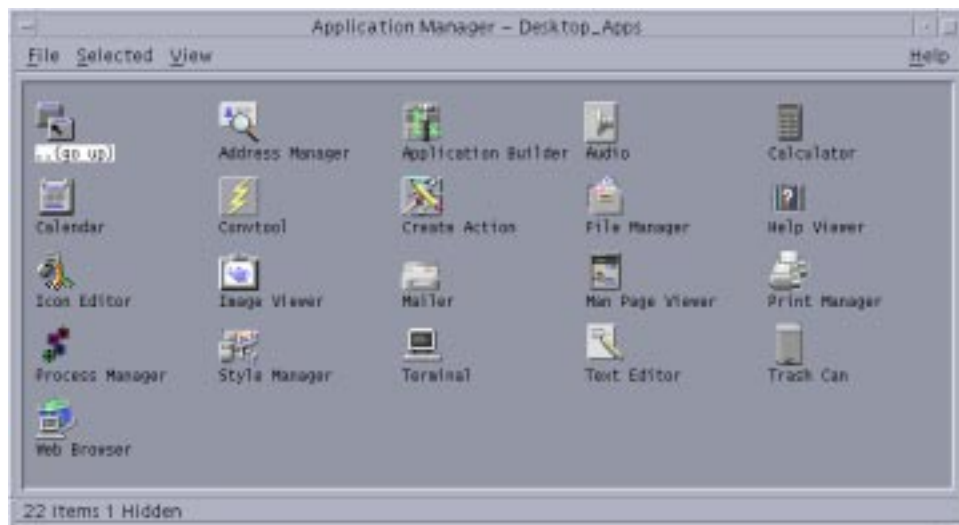 Application Manager – Desktop_Apps
File Selected View Help
..(go up) Address Manager Application Builder Audio Calculator
Calendar Convtool Create Action File Manager Help Viewer
Icon Editor Image Viewer Mailer Man Page Viewer Print Manager
Process Manager Style Manager Terminal Text Editor Trash Can
Web Browser
22 Items 1 Hidden